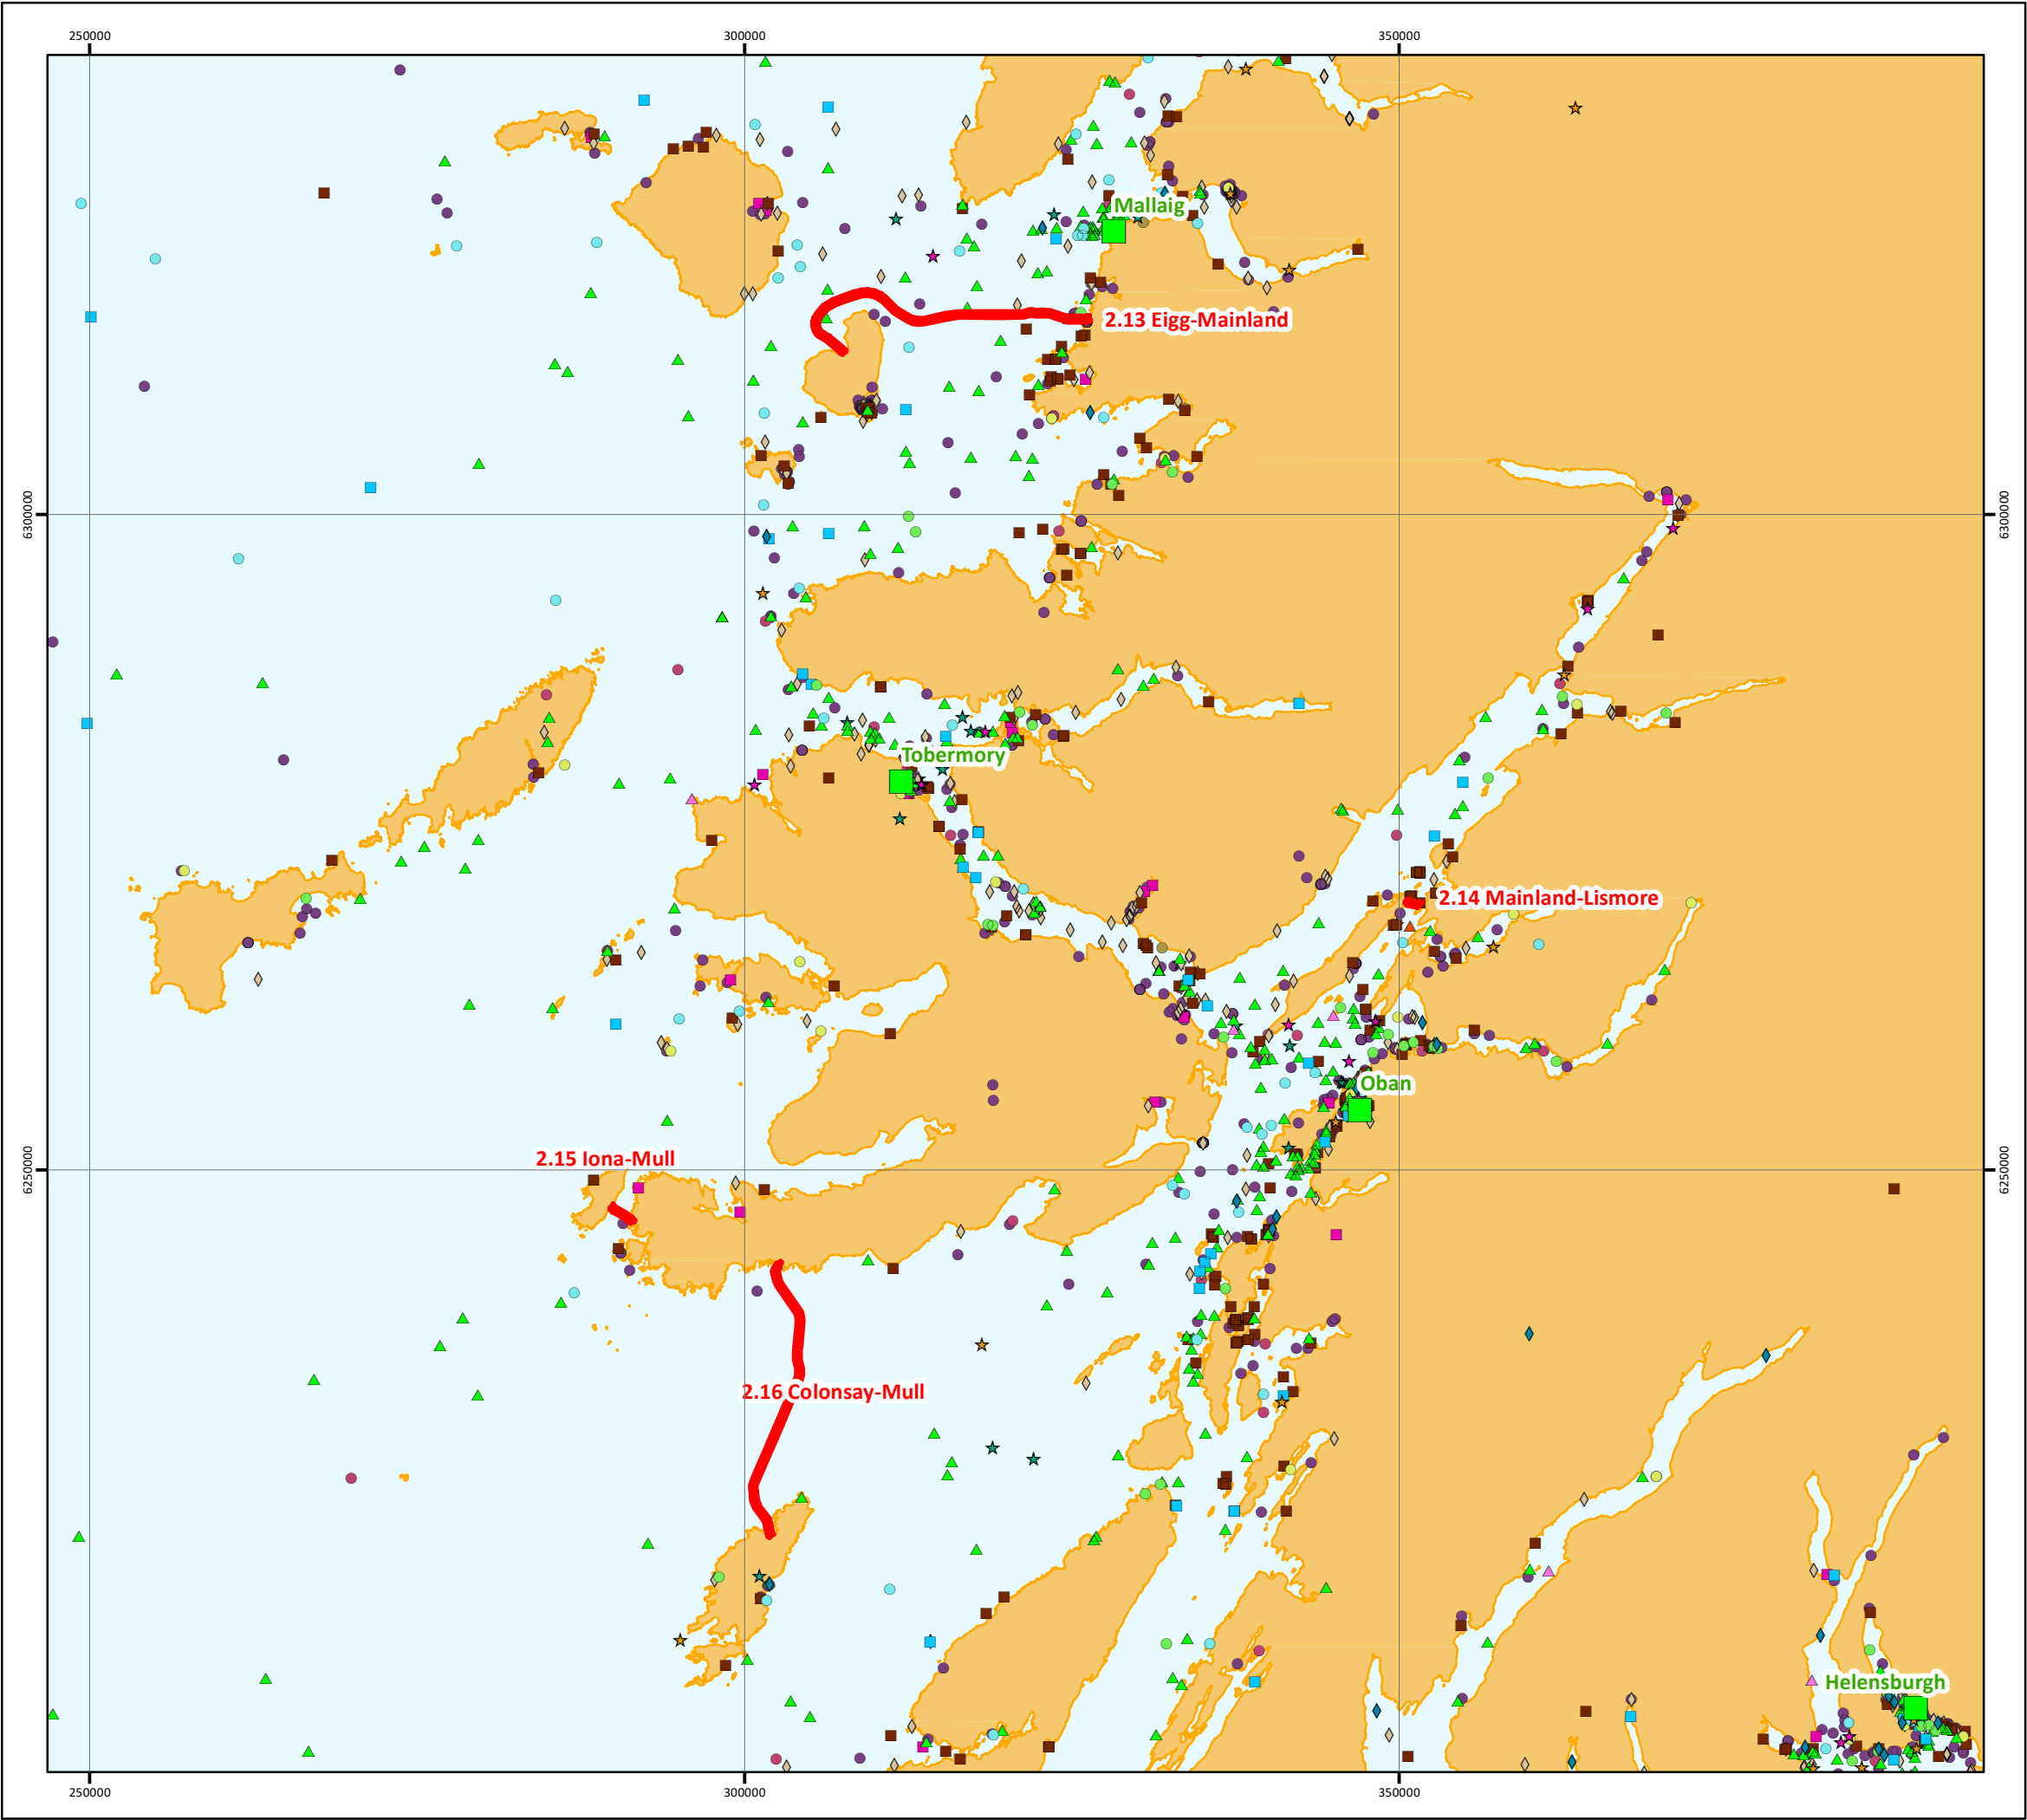 250000 300000 350000
Mallaig
2.13 Eigg-Mainland
6300000 6300000
Tobermory
2.14 Mainland-Lismore
Oban
2.15 Iona-Mull
6250000 6250000
2.16 Colonsay-Mull
Helensburgh
250000 300000 350000